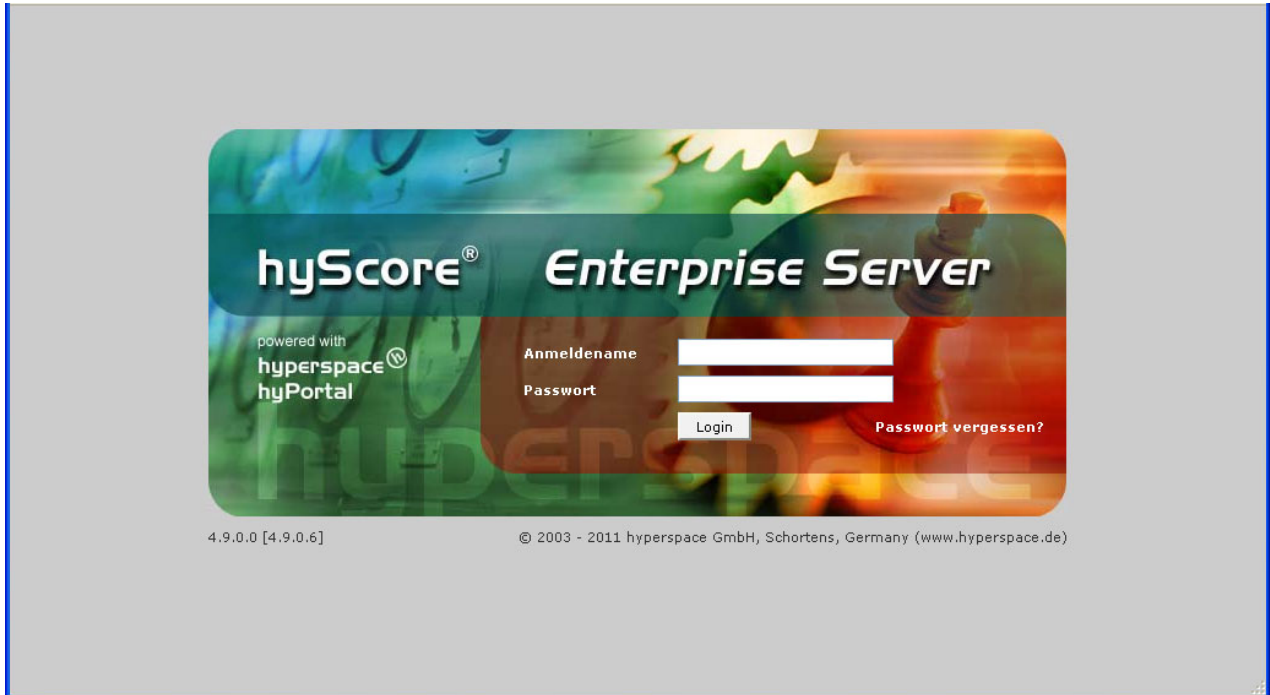 hyScore® Enterprise Server
powered with
hyperspace
hyPortal
Anmeldename
Passwort
Login Passwort vergessen?
hyperspace
4.9.0.0 [4.9.0.6] © 2003 - 2011 hyperspace GmbH, Schortens, Germany (www.hyperspace.de)